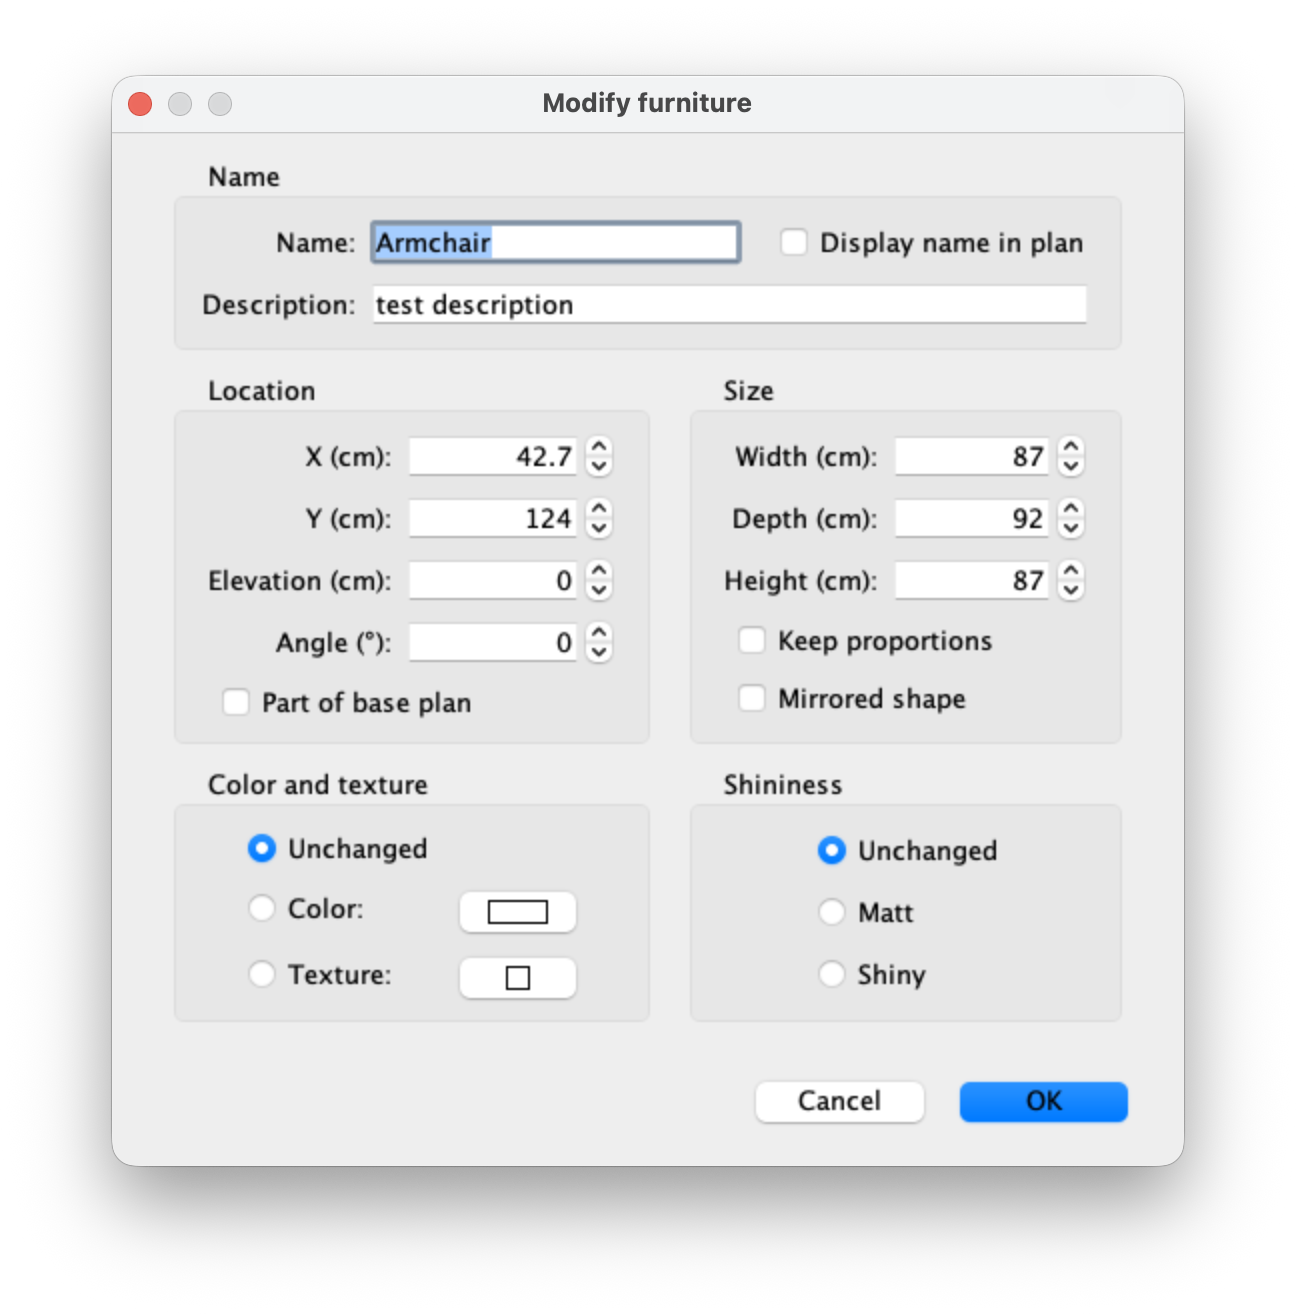 Modify furniture
Name
Name: Armchair Display name in plan
Description: test description
Location
X (cm): 42.7
Y (cm): 124
Elevation (cm): 0
Angle (°): 0
Part of base plan
Size
Width (cm): 87
Depth (cm): 92
Height (cm): 87
Keep proportions
Mirrored shape
Color and texture
Unchanged
Color:
Texture:
Shininess
Unchanged
Matt
Shiny
Cancel OK